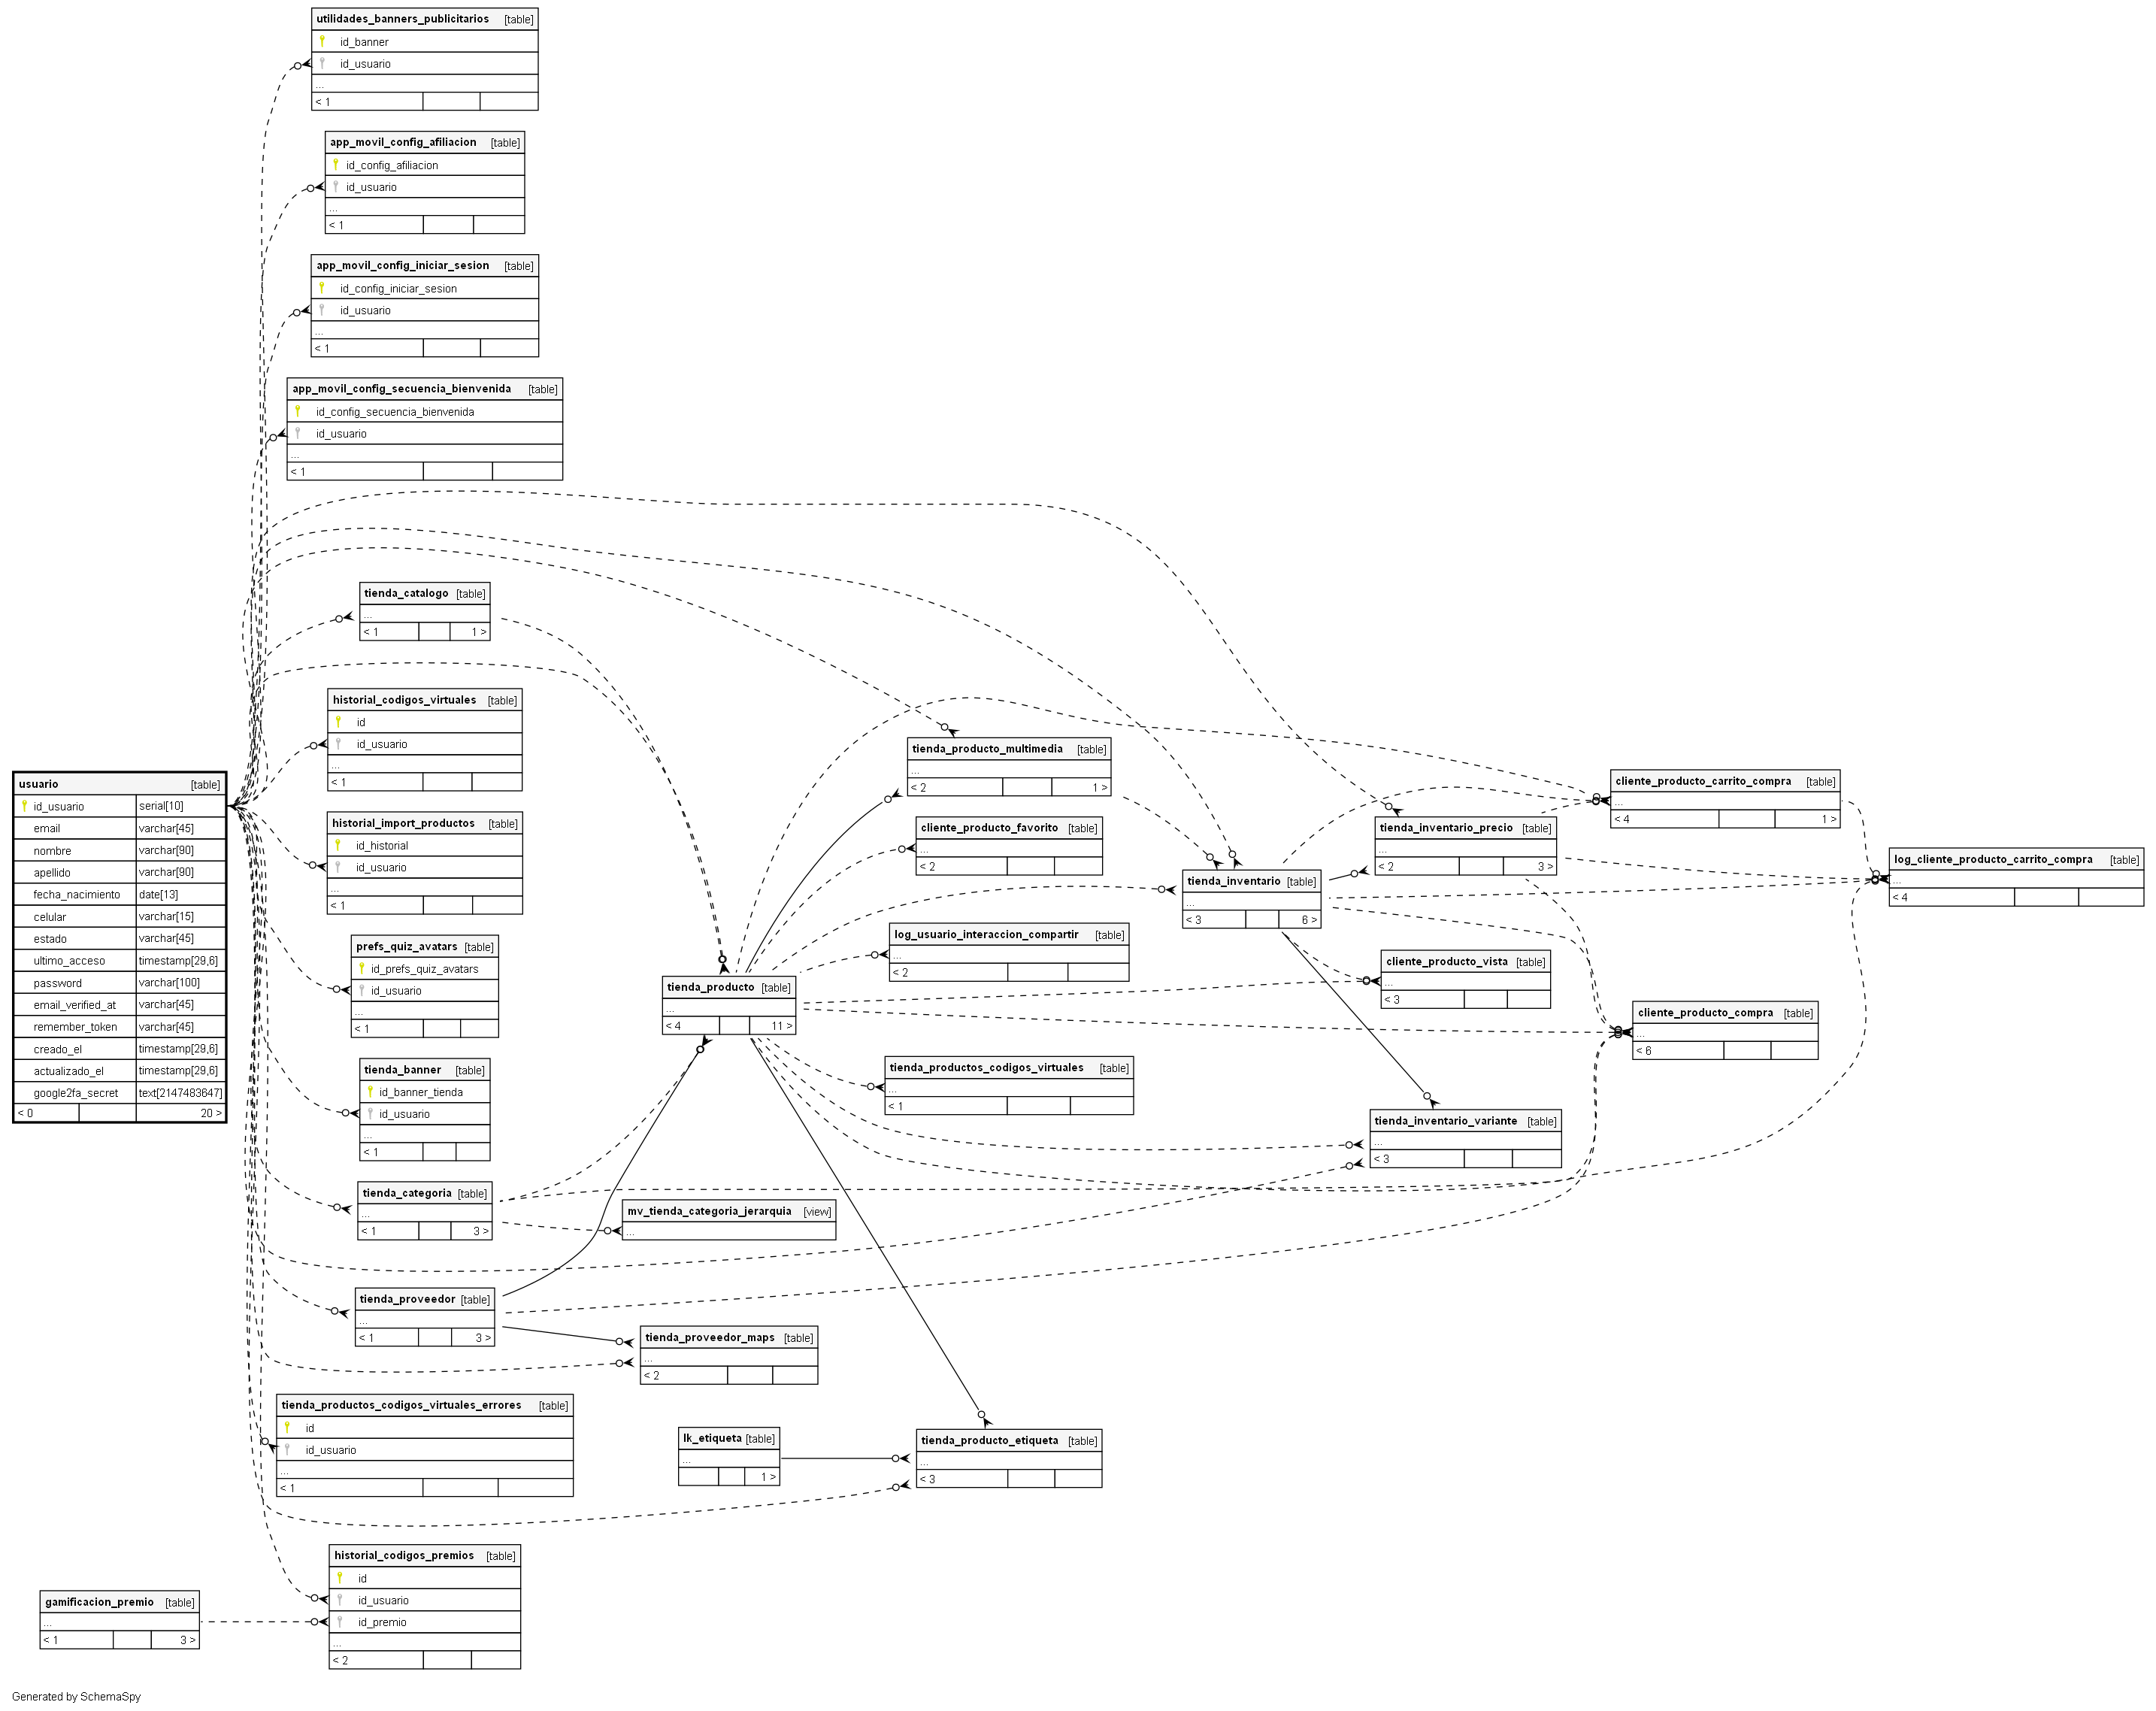 utilidades_banners_publicitarios [table]
id_banner
id_usuario
...
< 1
app_movil_config_afiliacion [table]
id_config_afiliacion
id_usuario
...
< 1
app_movil_config_iniciar_sesion [table]
id_config_iniciar_sesion
id_usuario
...
< 1
app_movil_config_secuencia_bienvenida [table]
id_config_secuencia_bienvenida
id_usuario
...
< 1
tienda_catalogo [table]
...
< 1 1 >
historial_codigos_virtuales [table]
id
id_usuario
...
< 1
usuario [table]
id_usuario serial[10]
email varchar[45]
nombre varchar[90]
apellido varchar[90]
fecha_nacimiento date[13]
celular varchar[15]
estado varchar[45]
ultimo_acceso timestamp[29,6]
password varchar[100]
email_verified_at varchar[45]
remember_token varchar[45]
creado_el timestamp[29,6]
actualizado_el timestamp[29,6]
google2fa_secret text[2147483647]
< 0 20 >
historial_import_productos [table]
id_historial
id_usuario
...
< 1
prefs_quiz_avatars [table]
id_prefs_quiz_avatars
id_usuario
...
< 1
tienda_banner [table]
id_banner_tienda
id_usuario
...
< 1
tienda_categoria [table]
...
< 1 3 >
tienda_proveedor [table]
...
< 1 3 >
tienda_productos_codigos_virtuales_errores [table]
id
id_usuario
...
< 1
historial_codigos_premios [table]
id
id_usuario
id_premio
...
< 2
gamificacion_premio [table]
...
< 1 3 >
tienda_producto [table]
...
< 4 11 >
mv_tienda_categoria_jerarquia [view]
...
tienda_proveedor_maps [table]
...
< 2
lk_etiqueta [table]
...
1 >
tienda_producto_multimedia [table]
...
< 2 1 >
cliente_producto_favorito [table]
...
< 2
log_usuario_interaccion_compartir [table]
...
< 2
tienda_productos_codigos_virtuales [table]
...
< 1
tienda_producto_etiqueta [table]
...
< 3
tienda_inventario [table]
...
< 3 6 >
tienda_inventario_precio [table]
...
< 2 3 >
cliente_producto_vista [table]
...
< 3
tienda_inventario_variante [table]
...
< 3
cliente_producto_carrito_compra [table]
...
< 4 1 >
cliente_producto_compra [table]
...
< 6
log_cliente_producto_carrito_compra [table]
...
< 4
Generated by SchemaSpy